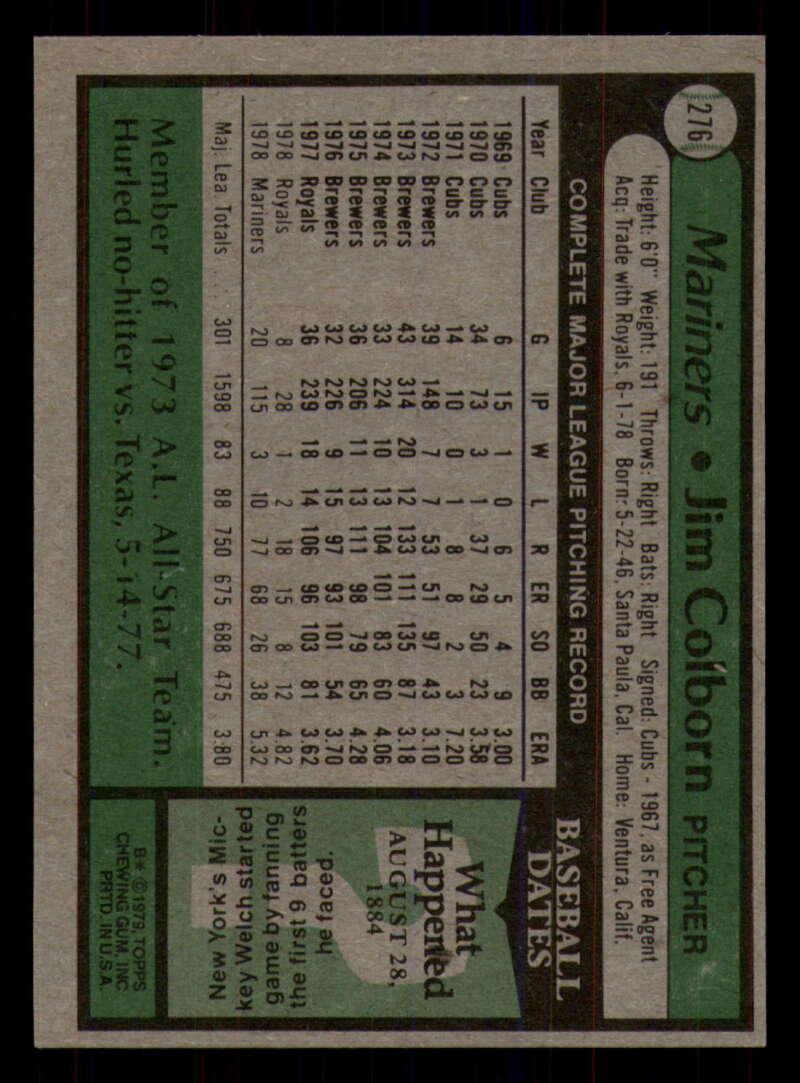 276
Mariners • Jim Colborn PITCHER
Height: 6'0" Weight: 191 Throws: Right Bats: Right Signed: Cubs - 1967, as Free Agent
Acq: Trade with Royals, 6-1-78 Born: 5-22-46, Santa Paula, Cal. Home: Ventura, Calif.
COMPLETE MAJOR LEAGUE PITCHING RECORD
Year Club G IP W L R ER SO BB ERA
1969 Cubs 6 15 1 0 6 5 4 9 3.00
1970 Cubs 34 73 3 1 37 29 50 23 3.58
1971 Cubs 14 10 0 1 8 8 2 3 7.20
1972 Brewers 39 148 7 7 53 51 97 43 3.10
1973 Brewers 43 314 20 12 133 111 135 87 3.18
1974 Brewers 33 224 10 13 104 101 83 60 4.06
1975 Brewers 36 206 11 13 111 98 79 65 4.28
1976 Brewers 32 226 9 15 97 93 101 54 3.70
1977 Royals 36 239 18 14 106 96 103 81 3.62
1978 Royals 8 28 1 2 18 15 8 12 4.82
1978 Mariners 20 115 3 10 77 68 26 38 5.32
Maj. Lea Totals ... 301 1598 83 88 750 675 688 475 3.80
Member of 1973 A.L. All-Star Team.
Hurled no-hitter vs. Texas, 5-14-77.
BASEBALL
DATES
What
Happened
AUGUST 28,
1884
New York's Mic-
key Welch started
game by fanning
the first 9 batters
he faced.
B* ©1979, TOPPS
CHEWING GUM, INC
PRTD. IN U.S.A.